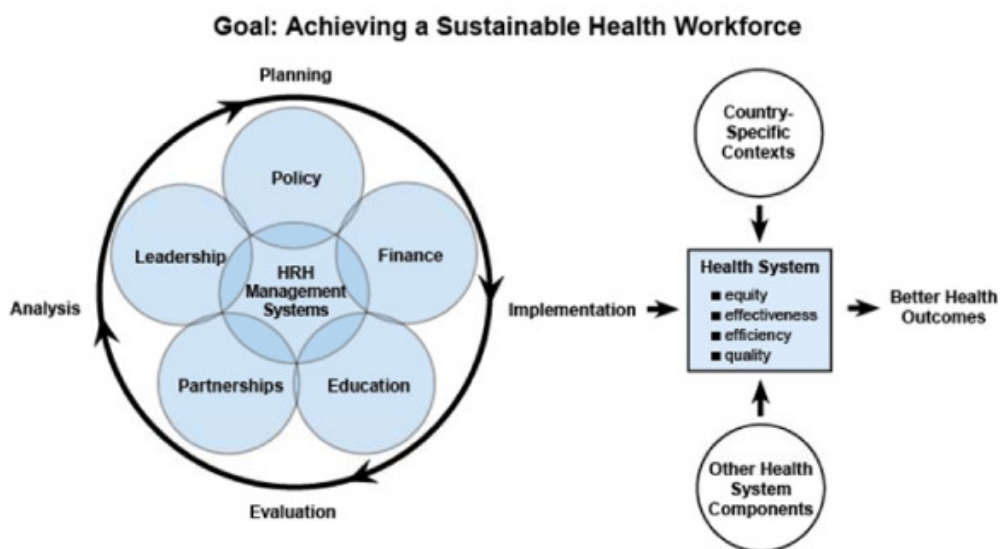 Goal: Achieving a Sustainable Health Workforce
Planning
Policy
Leadership
Finance
HRH
Management
Systems
Partnerships
Education
Analysis
Implementation
Evaluation
Country-
Specific
Contexts
Health System
■ equity
■ effectiveness
■ efficiency
■ quality
Better Health
Outcomes
Other Health
System
Components